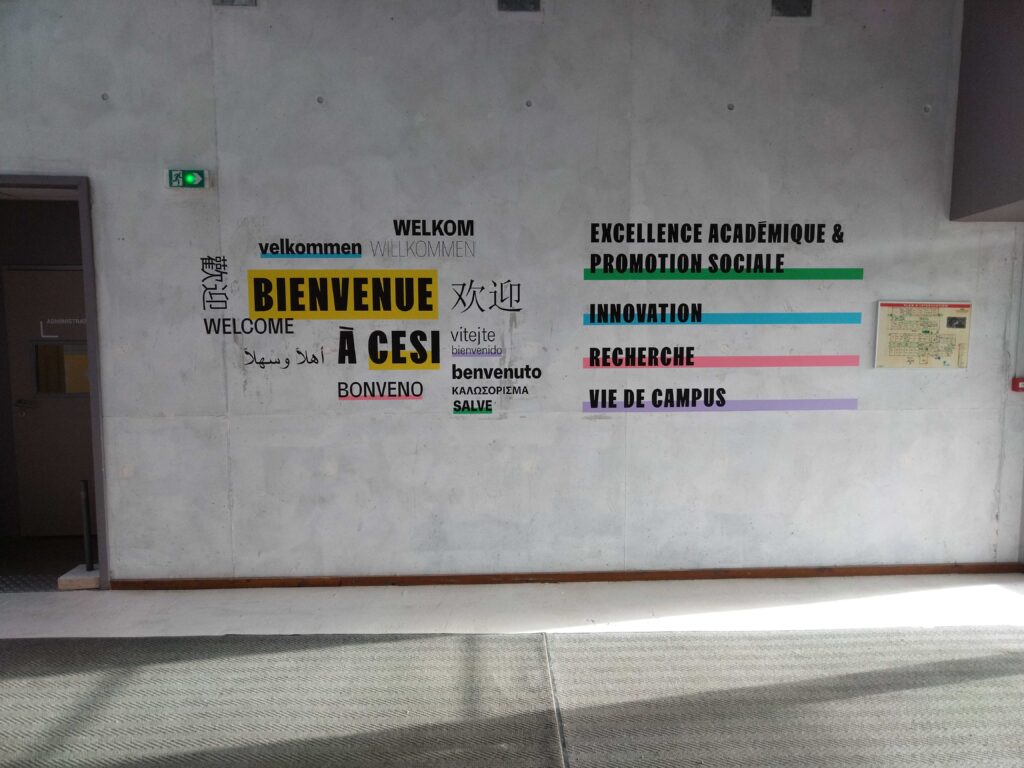 WELKOM
velkommen WILLKOMMEN
歡迎
BIENVENUE
欢迎
WELCOME
À CESI
vitejte
bienvenido
أهلاً وسهلاً
benvenuto
BONVENO
ΚΑΛΩΣΟΡΙΣΜΑ
SALVE
EXCELLENCE ACADÉMIQUE &
PROMOTION SOCIALE
INNOVATION
RECHERCHE
VIE DE CAMPUS